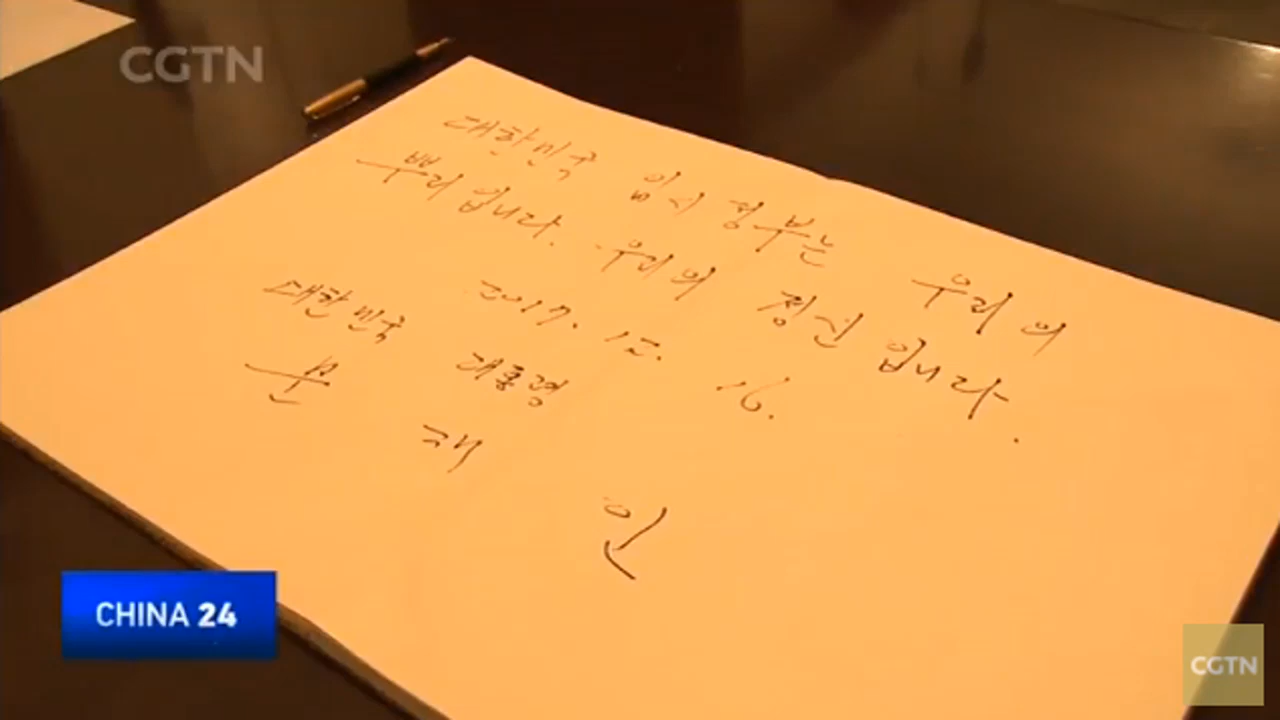 CGTN
대한민국 임시정부는 우리의
뿌리입니다. 우리의 정신입니다.
2017. 12. 16.
대한민국 대통령
문 재 인
CHINA 24
CGTN